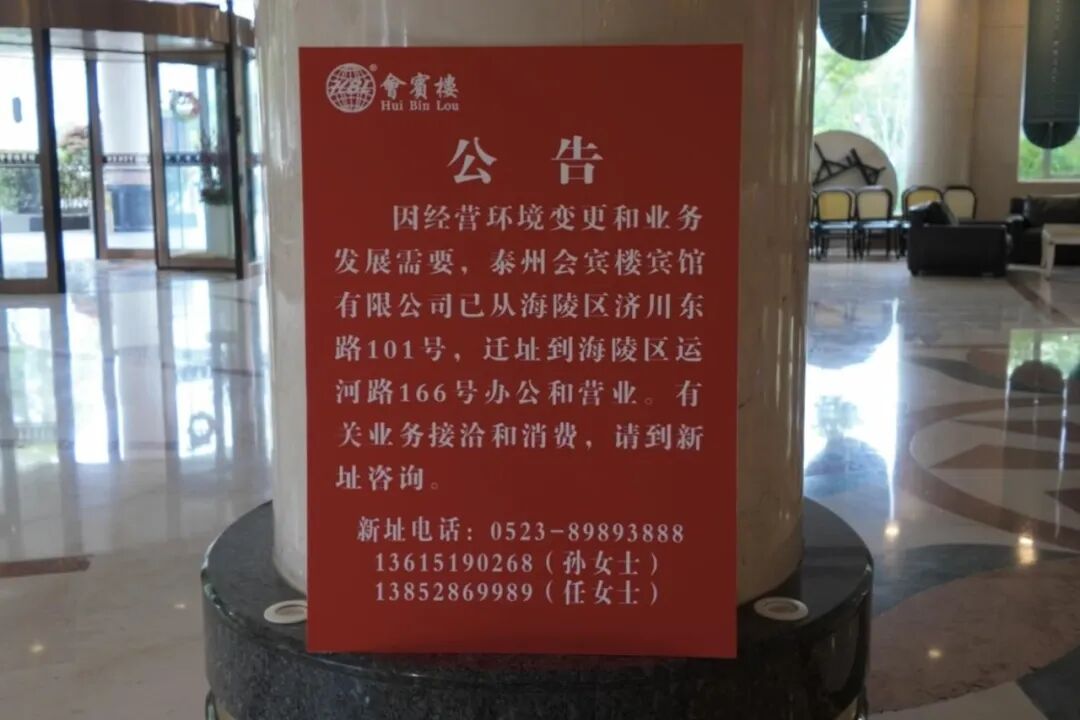 會賓樓
Hui Bin Lou
公告
因经营环境变更和业务
发展需要，泰州会宾楼宾馆
有限公司已从海陵区济川东
路101号，迁址到海陵区运
河路166号办公和营业。有
关业务接洽和消费，请到新
址咨询。
新址电话：0523-89893888
13615190268（孙女士）
13852869989（任女士）